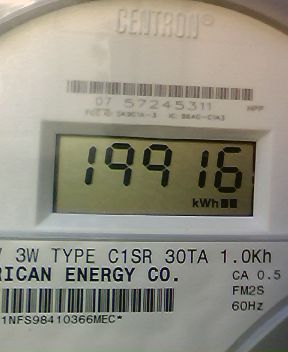 CENTRON®
07 57245311
19916
kWh
3W TYPE C1SR 30TA 1.0Kh
RICAN ENERGY CO.
CA 0.5
FM2S
60Hz
1NFS98410366MEC*